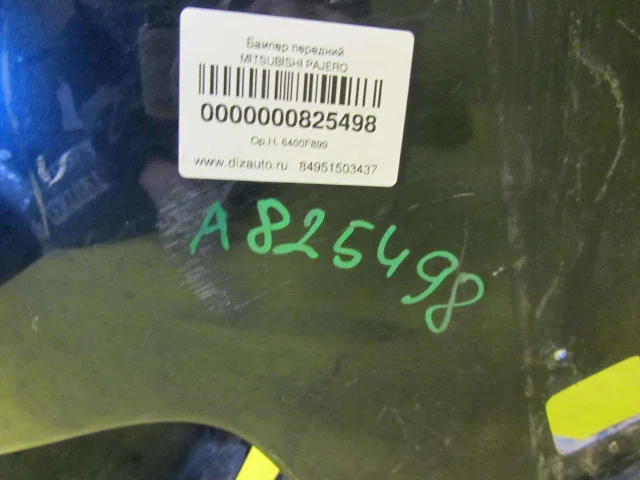 Бампер передний
MITSUBISHI PAJERO
0000000825498
Ор.Н. 6400F899
www.dizauto.ru 84951503437
A825498